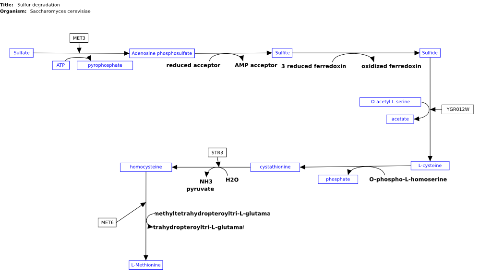 Title: Sulfur degradation
Organism: Saccharomyces cerevisiae
MET3
Sulfate
Adenosine phosphosulfate
Sulfite
Sulfide
ATP
pyrophosphate
reduced acceptor
AMP acceptor
3 reduced ferredoxin
oxidized ferredoxin
O-acetyl-L-serine
YGR012W
acetate
STR3
homocysteine
cystathionine
L-cysteine
NH3
H2O
pyruvate
phosphate
O-phospho-L-homoserine
methyltetrahydropteroyltri-L-glutama
MET6
trahydropteroyltri-L-glutamat
L-Methionine